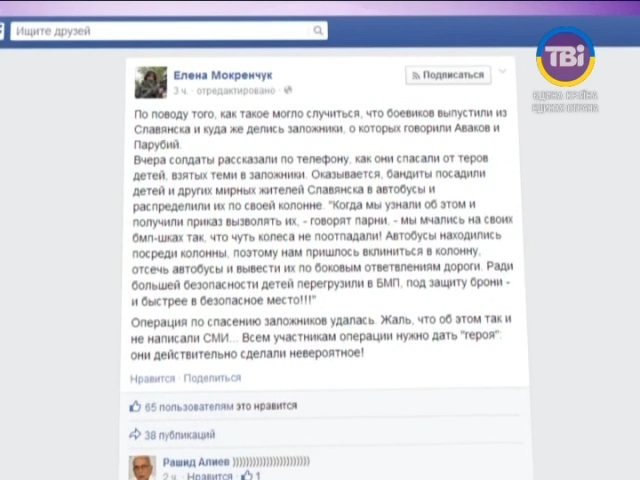 Ищите друзей
ТВі
ЄДИНА КРАЇНА
ЕДИНАЯ СТРАНА
Елена Мокренчук
3 ч. · отредактировано ·
Подписаться
По поводу того, как такое могло случиться, что боевиков выпустили из
Славянска и куда же делись заложники, о которых говорили Аваков и
Парубий.
Вчера солдаты рассказали по телефону, как они спасали от теров
детей, взятых теми в заложники. Оказывается, бандиты посадили
детей и других мирных жителей Славянска в автобусы и
распределили их по своей колонне. "Когда мы узнали об этом и
получили приказ вызволять их, - говорят парни, - мы мчались на своих
бмп-шках так, что чуть колеса не поотпадали! Автобусы находились
посреди колонны, поэтому нам пришлось вклиниться в колонну,
отсечь автобусы и вывести их по боковым ответвлениям дороги. Ради
большей безопасности детей перегрузили в БМП, под защиту брони -
и быстрее в безопасное место!!!"
Операция по спасению заложников удалась. Жаль, что об этом так и
не написали СМИ... Всем участникам операции нужно дать "героя":
они действительно сделали невероятное!
Нравится · Поделиться
65 пользователям это нравится
38 публикаций
Рашид Алиев ))))))))))))))))))))))))
2 ч. · Нравится · 1